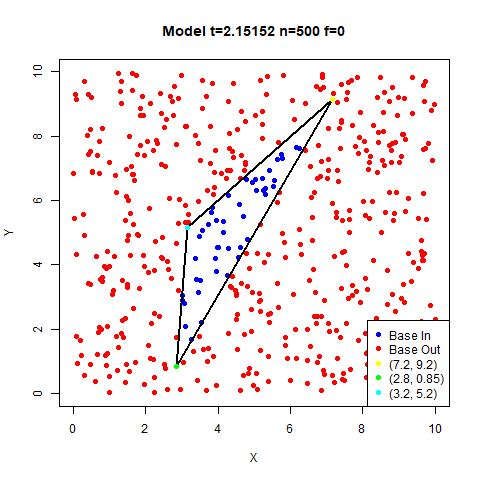 Model t=2.15152 n=500 f=0
10
8
6
4
2
0
Y
0 2 4 6 8 10
X
Base In
Base Out
(7.2, 9.2)
(2.8, 0.85)
(3.2, 5.2)